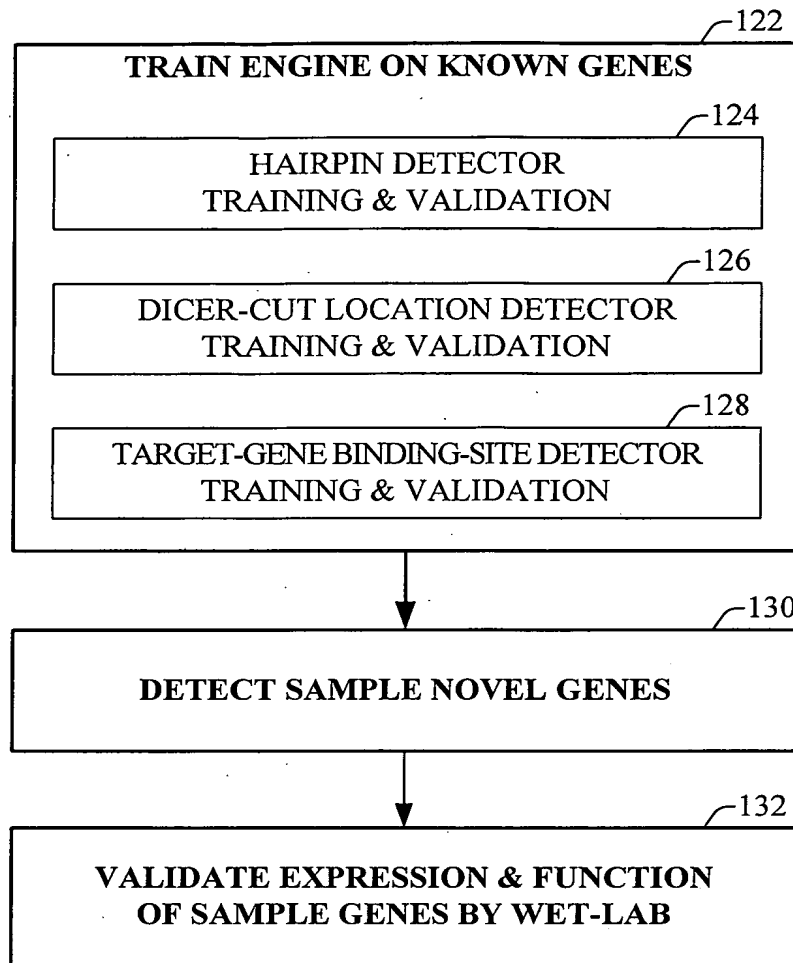 122
TRAIN ENGINE ON KNOWN GENES
124
HAIRPIN DETECTOR
TRAINING & VALIDATION
126
DICER-CUT LOCATION DETECTOR
TRAINING & VALIDATION
128
TARGET-GENE BINDING-SITE DETECTOR
TRAINING & VALIDATION
130
DETECT SAMPLE NOVEL GENES
132
VALIDATE EXPRESSION & FUNCTION
OF SAMPLE GENES BY WET-LAB